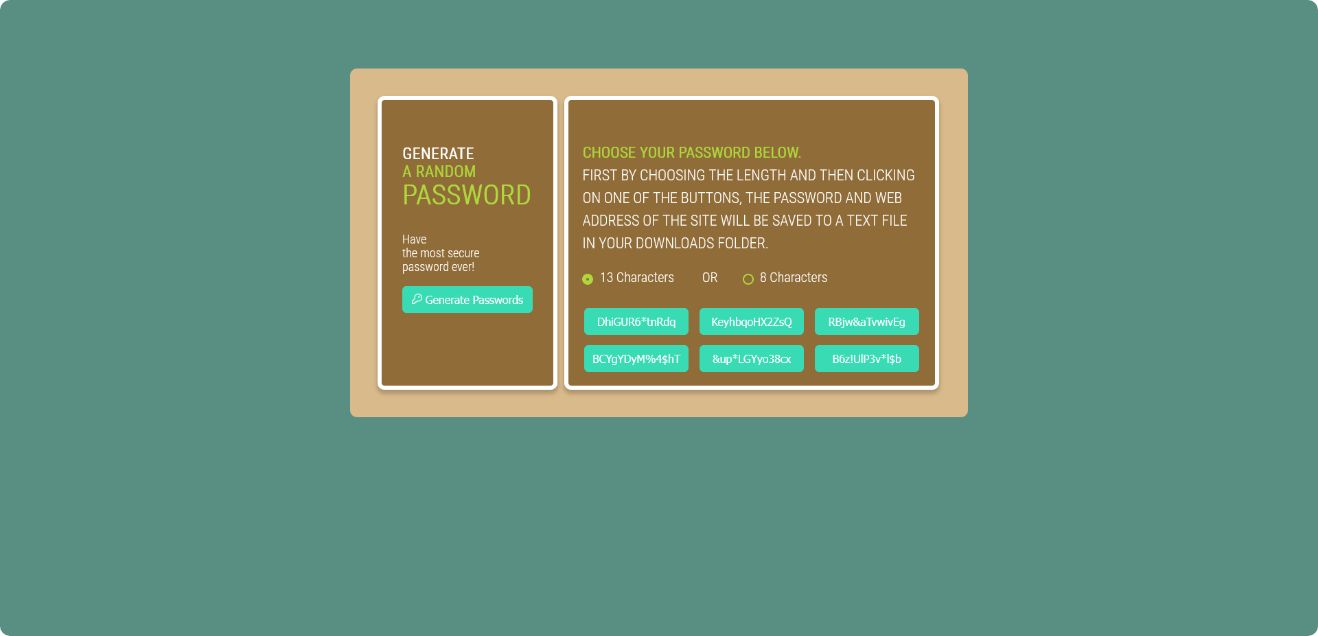 GENERATE
A RANDOM
PASSWORD
Have
the most secure
password ever!
Generate Passwords
CHOOSE YOUR PASSWORD BELOW.
FIRST BY CHOOSING THE LENGTH AND THEN CLICKING
ON ONE OF THE BUTTONS, THE PASSWORD AND WEB
ADDRESS OF THE SITE WILL BE SAVED TO A TEXT FILE
IN YOUR DOWNLOADS FOLDER.
13 Characters OR 8 Characters
DhiGUR6*tnRdq KeyhbqoHX2ZsQ RBjw&aTvwivEg
BCYgYDyM%4$hT &up*LGYyo38cx B6z!UlP3v*l$b